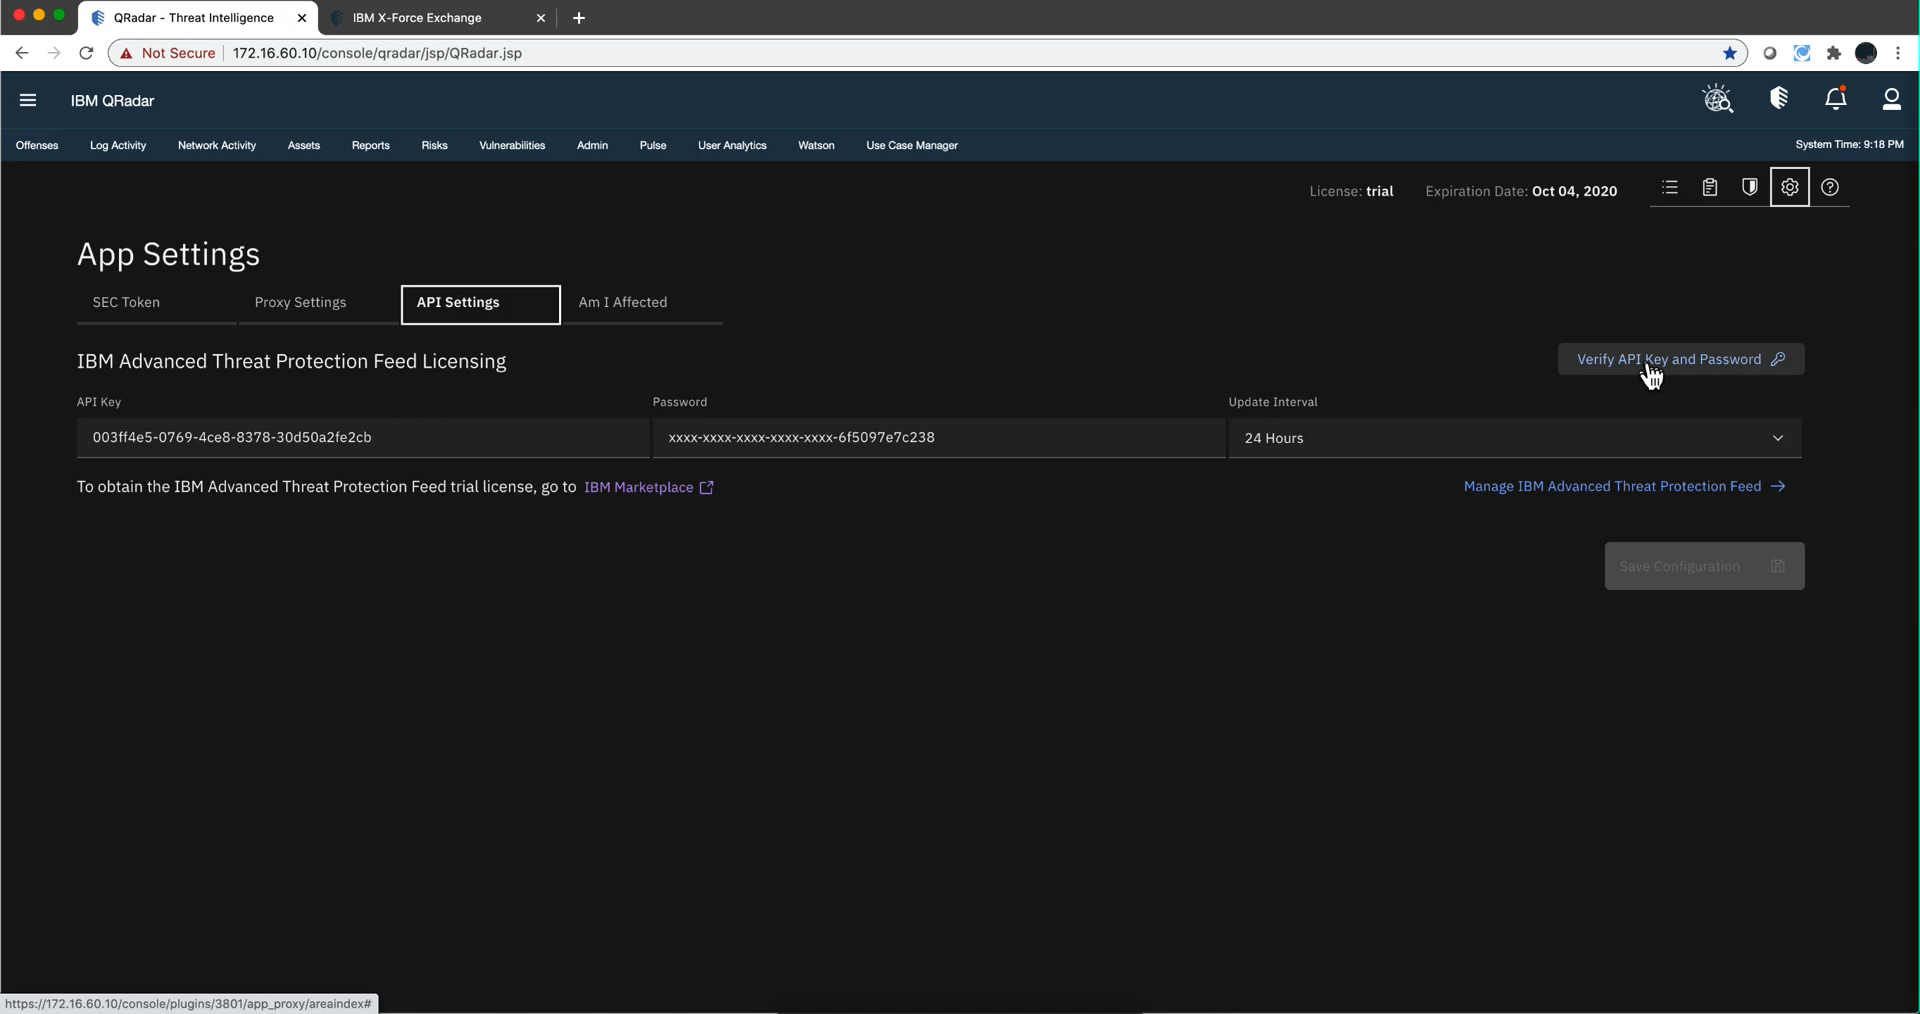 QRadar - Threat Intelligence
IBM X-Force Exchange
Not Secure 172.16.60.10/console/qradar/jsp/QRadar.jsp
IBM QRadar
Offenses Log Activity Network Activity Assets Reports Risks Vulnerabilities Admin Pulse User Analytics Watson Use Case Manager System Time: 9:18 PM
License: trial Expiration Date: Oct 04, 2020
App Settings
SEC Token Proxy Settings API Settings Am I Affected
IBM Advanced Threat Protection Feed Licensing Verify API Key and Password
API Key Password Update Interval
003ff4e5-0769-4ce8-8378-30d50a2fe2cb xxxx-xxxx-xxxx-xxxx-xxxx-6f5097e7c238 24 Hours
To obtain the IBM Advanced Threat Protection Feed trial license, go to IBM Marketplace Manage IBM Advanced Threat Protection Feed
Save Configuration
https://172.16.60.10/console/plugins/3801/app_proxy/areaindex#